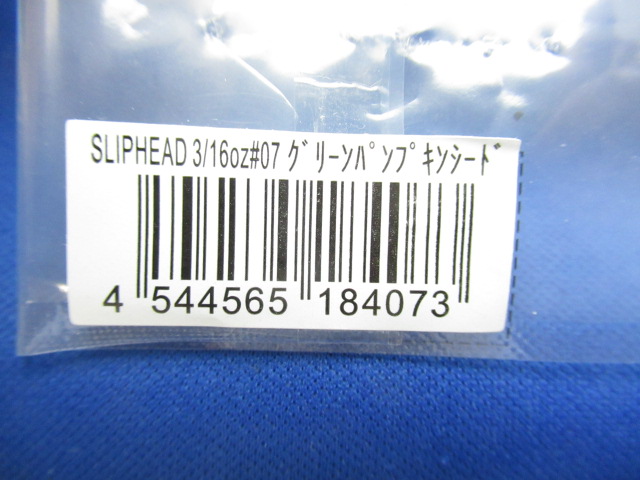 SLIPHEAD 3/16oz#07 ｸﾞﾘｰﾝﾊﾟﾝﾌﾟｷﾝｼｰﾄﾞ
4 544565 184073